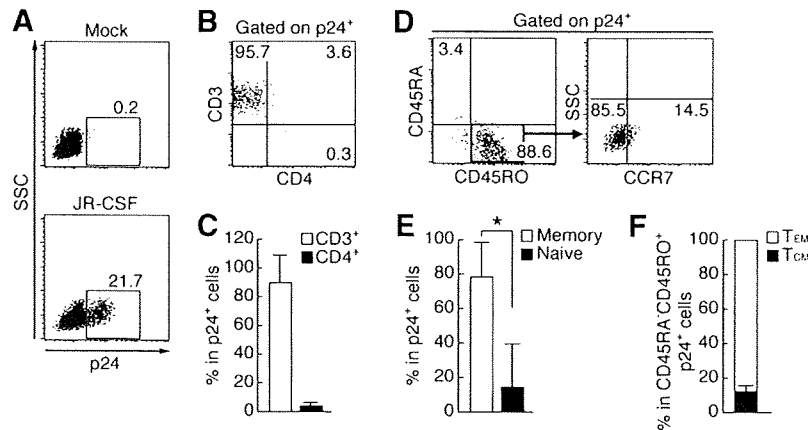 A
Mock
0.2
SSC
JR-CSF
21.7
p24
B
Gated on p24+
95.7 3.6
0.3
CD3
CD4
C
% in p24+ cells
120
100
80
60
40
20
0
CD3+
CD4+
D
Gated on p24+
3.4
88.6
CD45RA
CD45RO
SSC
85.5 14.5
CCR7
E
% in p24+ cells
100
80
60
40
20
0
*
Memory
Naive
F
% in CD45RA-CD45RO+
p24+ cells
100
80
60
40
20
0
TEM
TCM